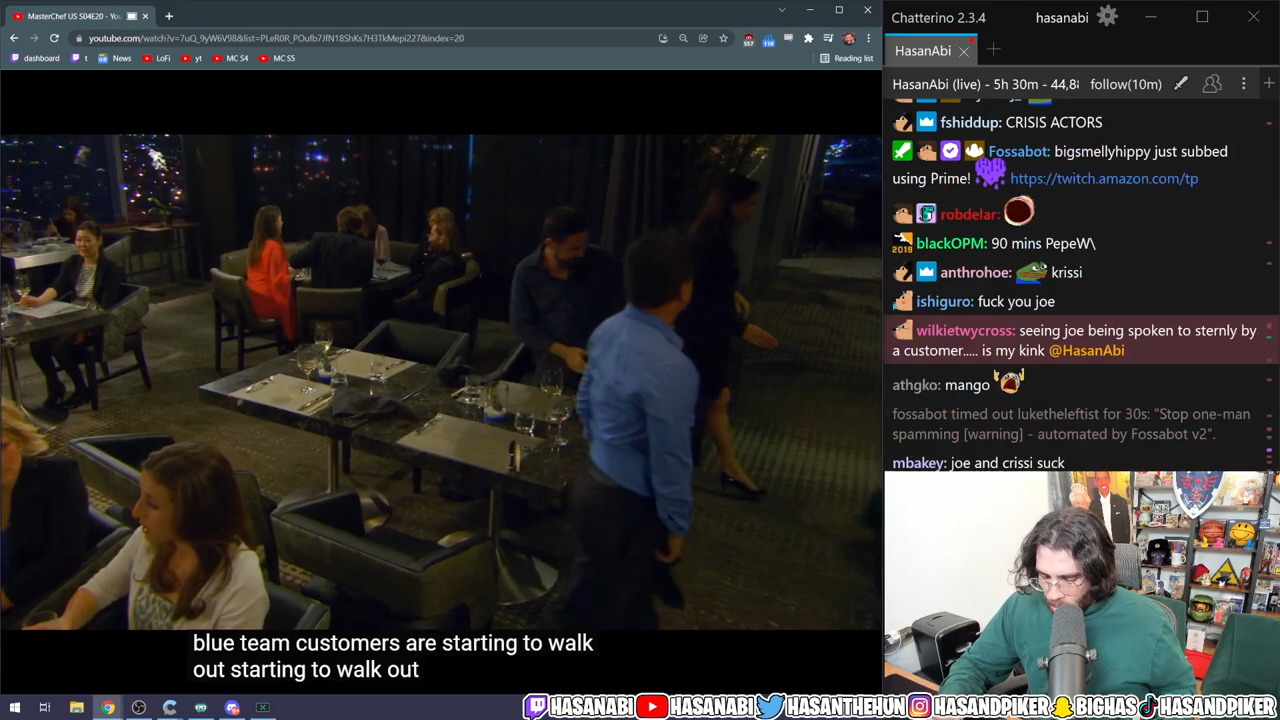 MasterChef US S04E20 - You
youtube.com/watch?v=7uQ_9yW6V98&list=PLeR0R_POufb7JfN18ShKs7H3TkMepi227&index=20
557
110
dashboard
t
News
LoFi
yt
MC S4
MC S5
Reading list
blue team customers are starting to walk
out starting to walk out
Chatterino 2.3.4
hasanabi
HasanAbi
HasanAbi (live) - 5h 30m - 44,8
follow(10m)
fshiddup: CRISIS ACTORS
Fossabot: bigsmellyhippy just subbed
using Prime! https://twitch.amazon.com/tp
robdelar:
2019 blackOPM: 90 mins PepeW\
anthrohoe: krissi
ishiguro: fuck you joe
wilkietwycross: seeing joe being spoken to sternly by
a customer..... is my kink @HasanAbi
athgko: mango
fossabot timed out luketheleftist for 30s: "Stop one-man
spamming [warning] - automated by Fossabot v2".
mbakey: joe and crissi suck
HASANABI HASANABI HASANTHEHUN HASANDPIKER BIGHAS HASANDPIKER